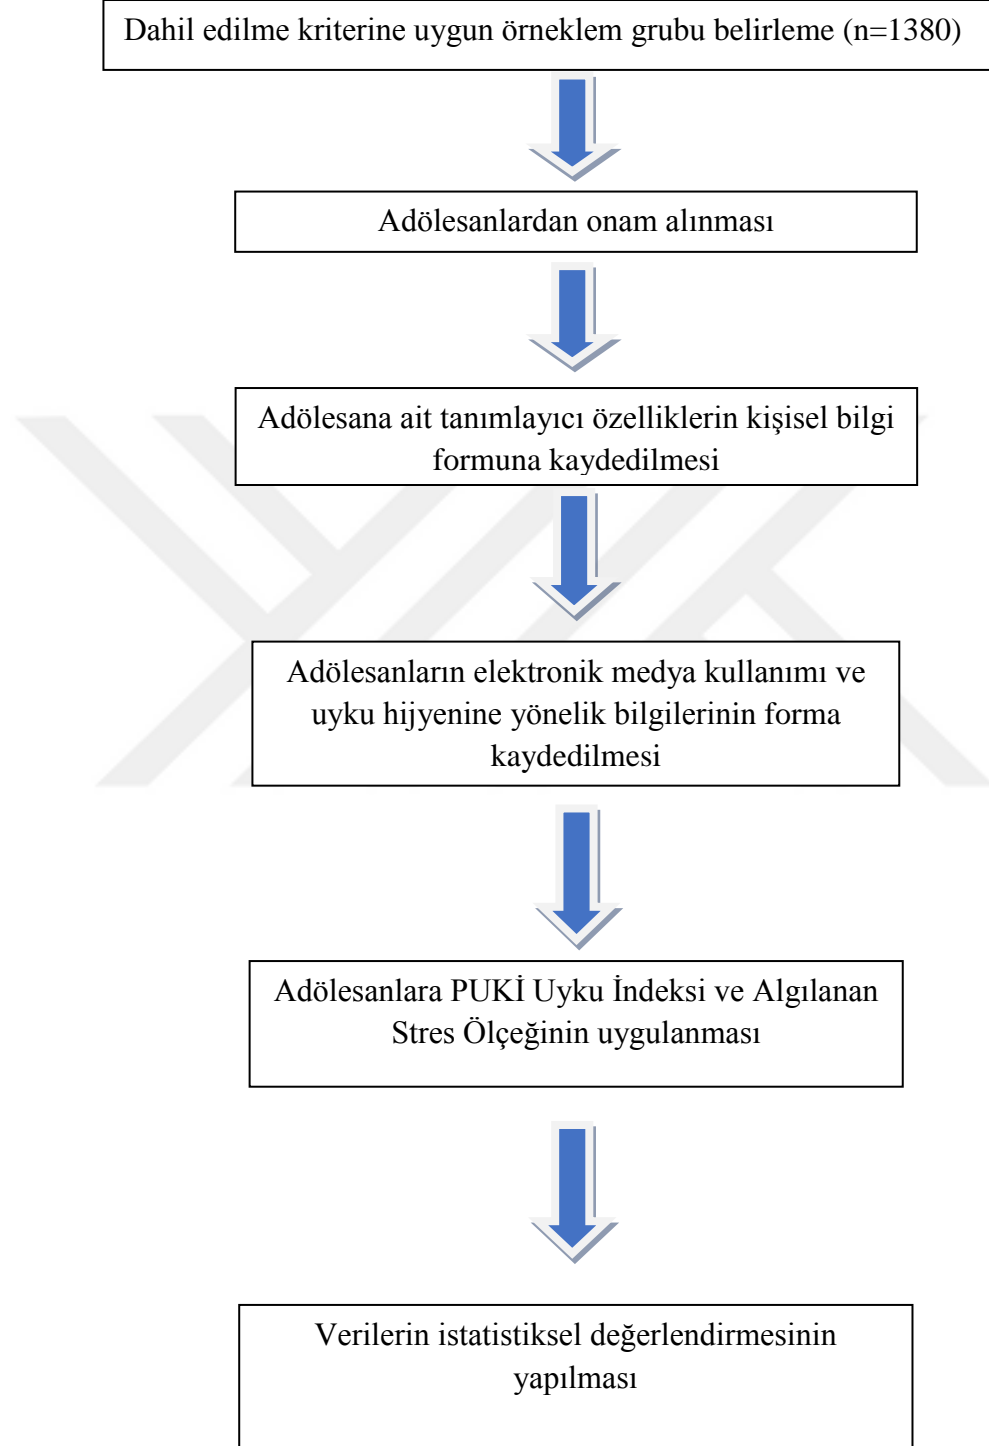 Dahil edilme kriterine uygun örneklem grubu belirleme (n=1380)
Adölesanlardan onam alınması
Adölesana ait tanımlayıcı özelliklerin kişisel bilgi
formuna kaydedilmesi
Adölesanların elektronik medya kullanımı ve
uyku hijyenine yönelik bilgilerinin forma
kaydedilmesi
Adölesanlara PUKİ Uyku İndeksi ve Algılanan
Stres Ölçeğinin uygulanması
Verilerin istatistiksel değerlendirmesinin
yapılması